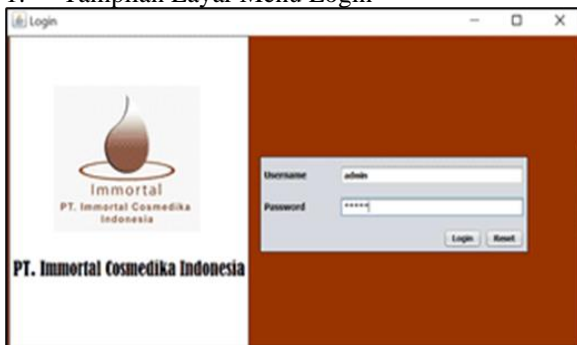 1. Tampilan Layar Menu Login
Login
Immortal
PT. Immortal Cosmedika
Indonesia
PT. Immortal Cosmedika Indonesia
Username admin
Password *****
Login Reset